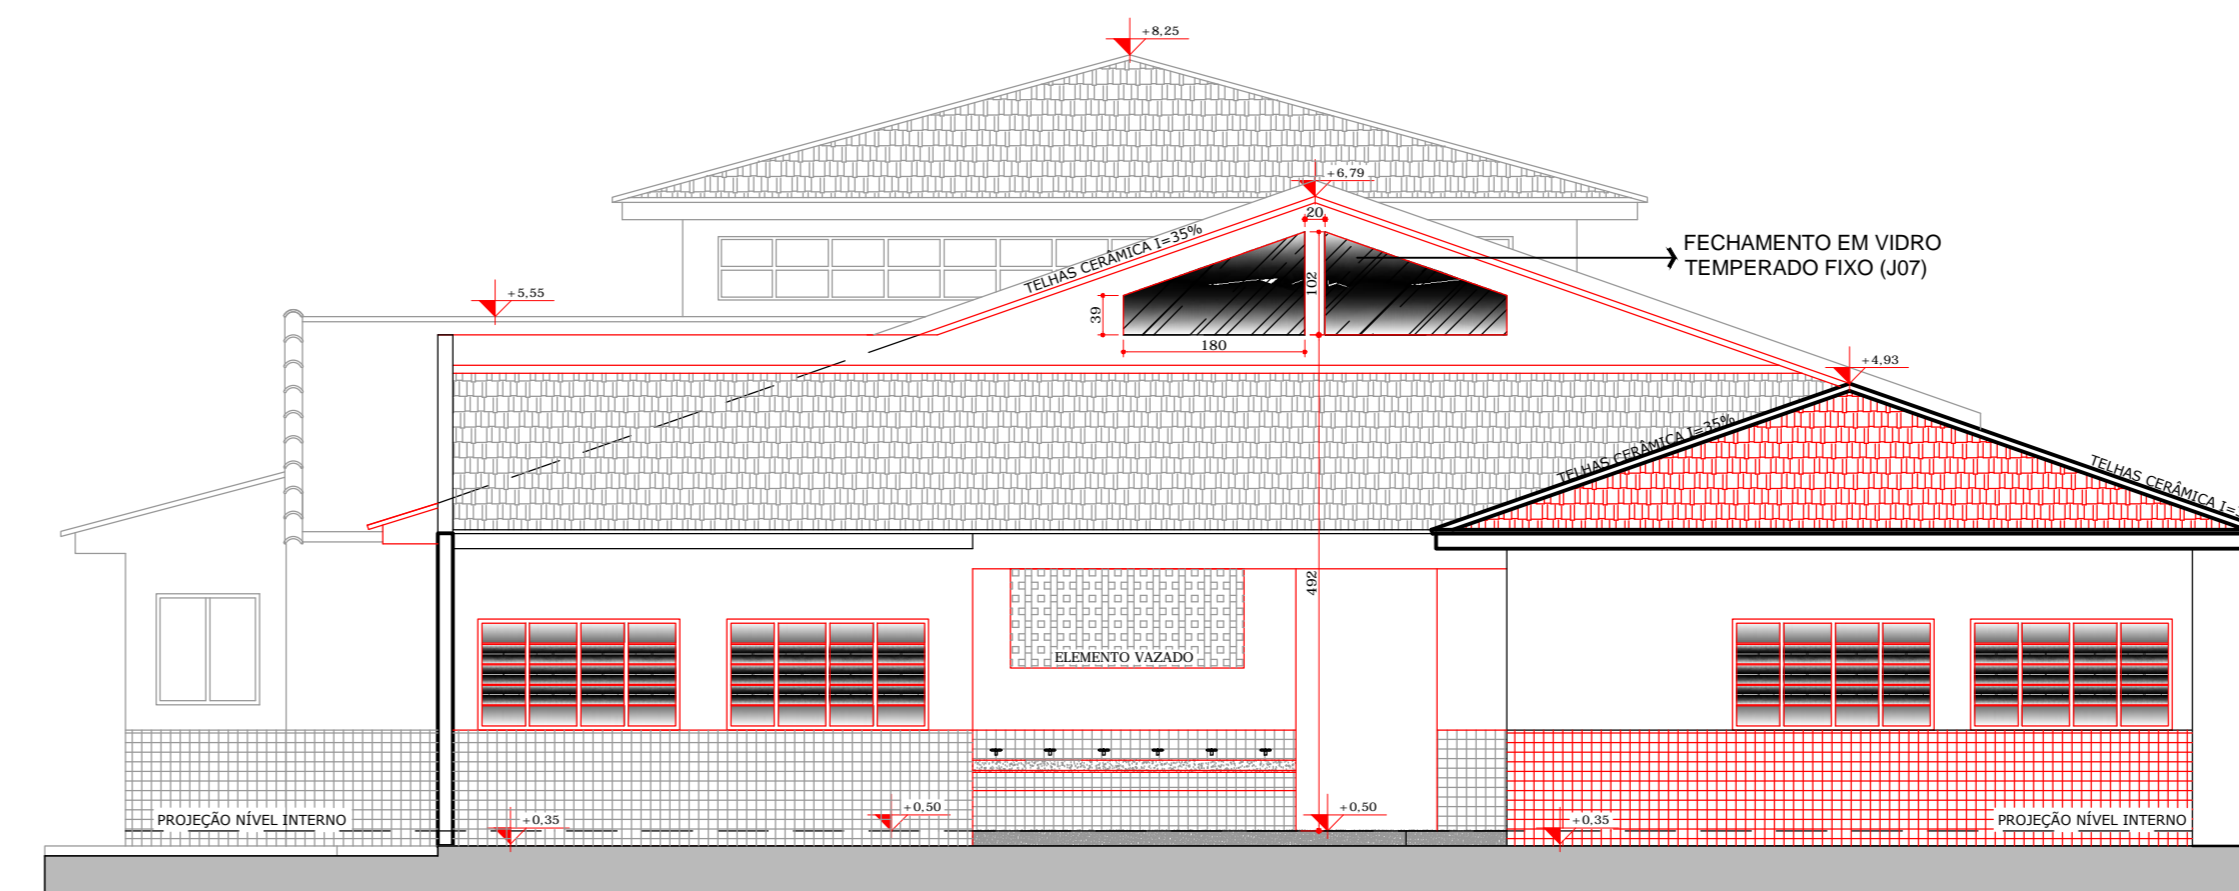 +8,25
+6,79
20
TELHAS CERÂMICA I=35%
FECHAMENTO EM VIDRO
TEMPERADO FIXO (J07)
+5,55
102
39
180
+4,93
TELHAS CERÂMICA I=35%
TELHAS CERÂMICA I=
492
ELEMENTO VAZADO
PROJEÇÃO NÍVEL INTERNO
+0,35
+0,50
+0,50
+0,35
PROJEÇÃO NÍVEL INTERNO